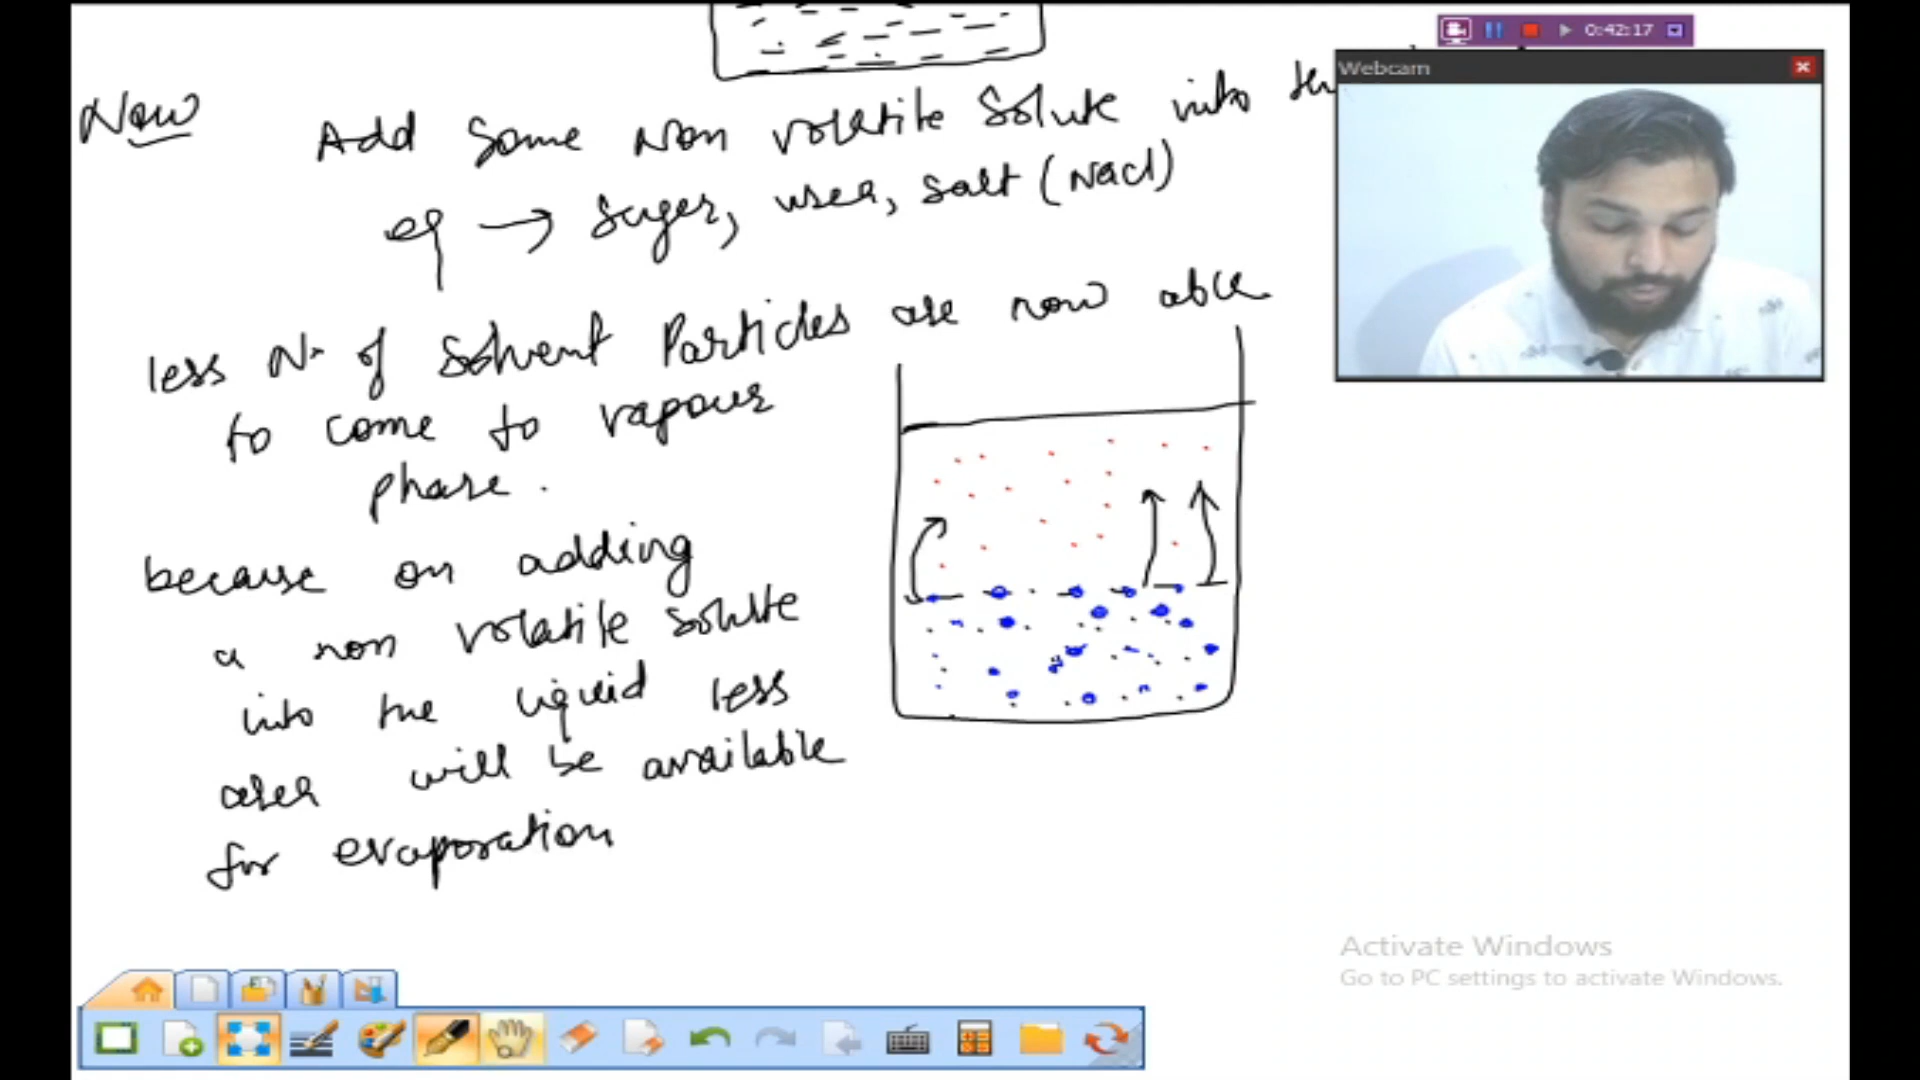 0:42:17
Webcam
Now Add Some Non volatile Solute into
eg → Suger, urea, salt (Nacl)
less No of Solvent Particles are now able
to come to vapour
phase.
because on adding
a non volatile solute
into the liquid less
area will be available
for evaporation
Activate Windows
Go to PC settings to activate Windows.